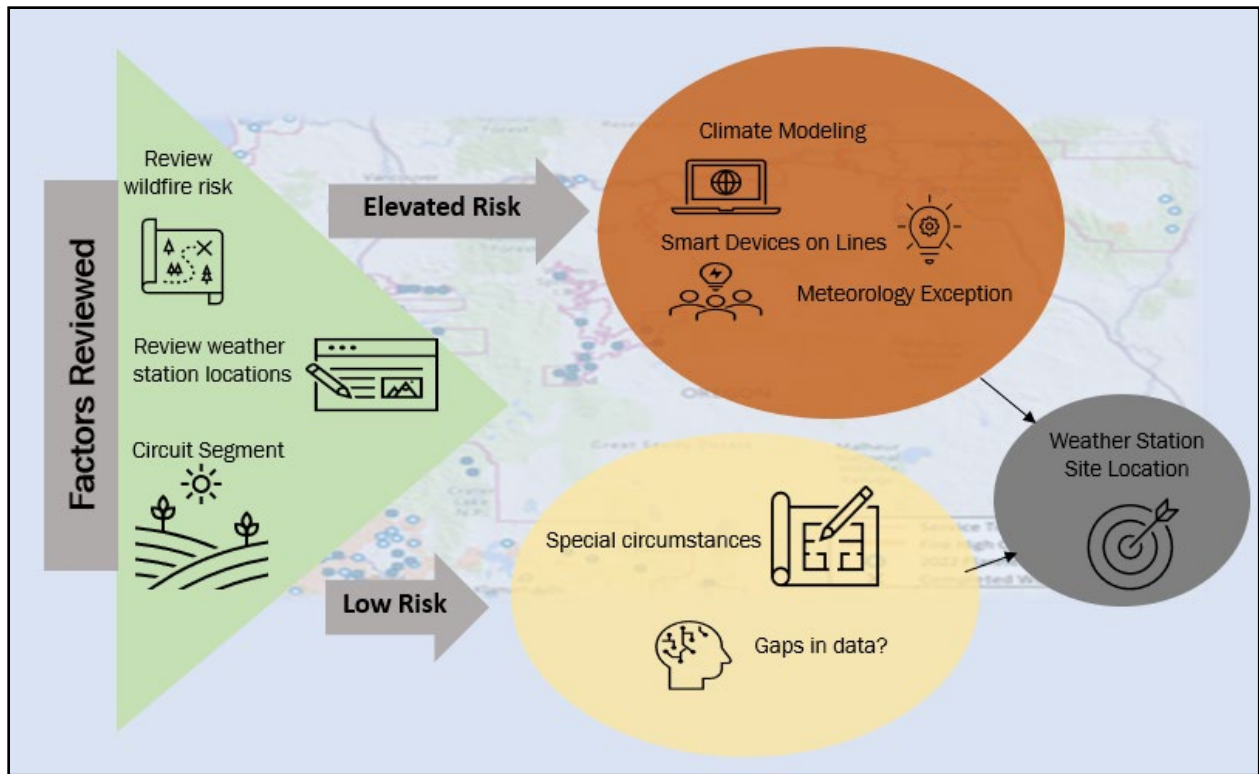 Factors Reviewed
Review
wildfire risk
Review weather
station locations
Circuit Segment
Elevated Risk
Low Risk
Climate Modeling
Smart Devices on Lines
Meteorology Exception
Special circumstances
Gaps in data?
Weather Station
Site Location
OREGON